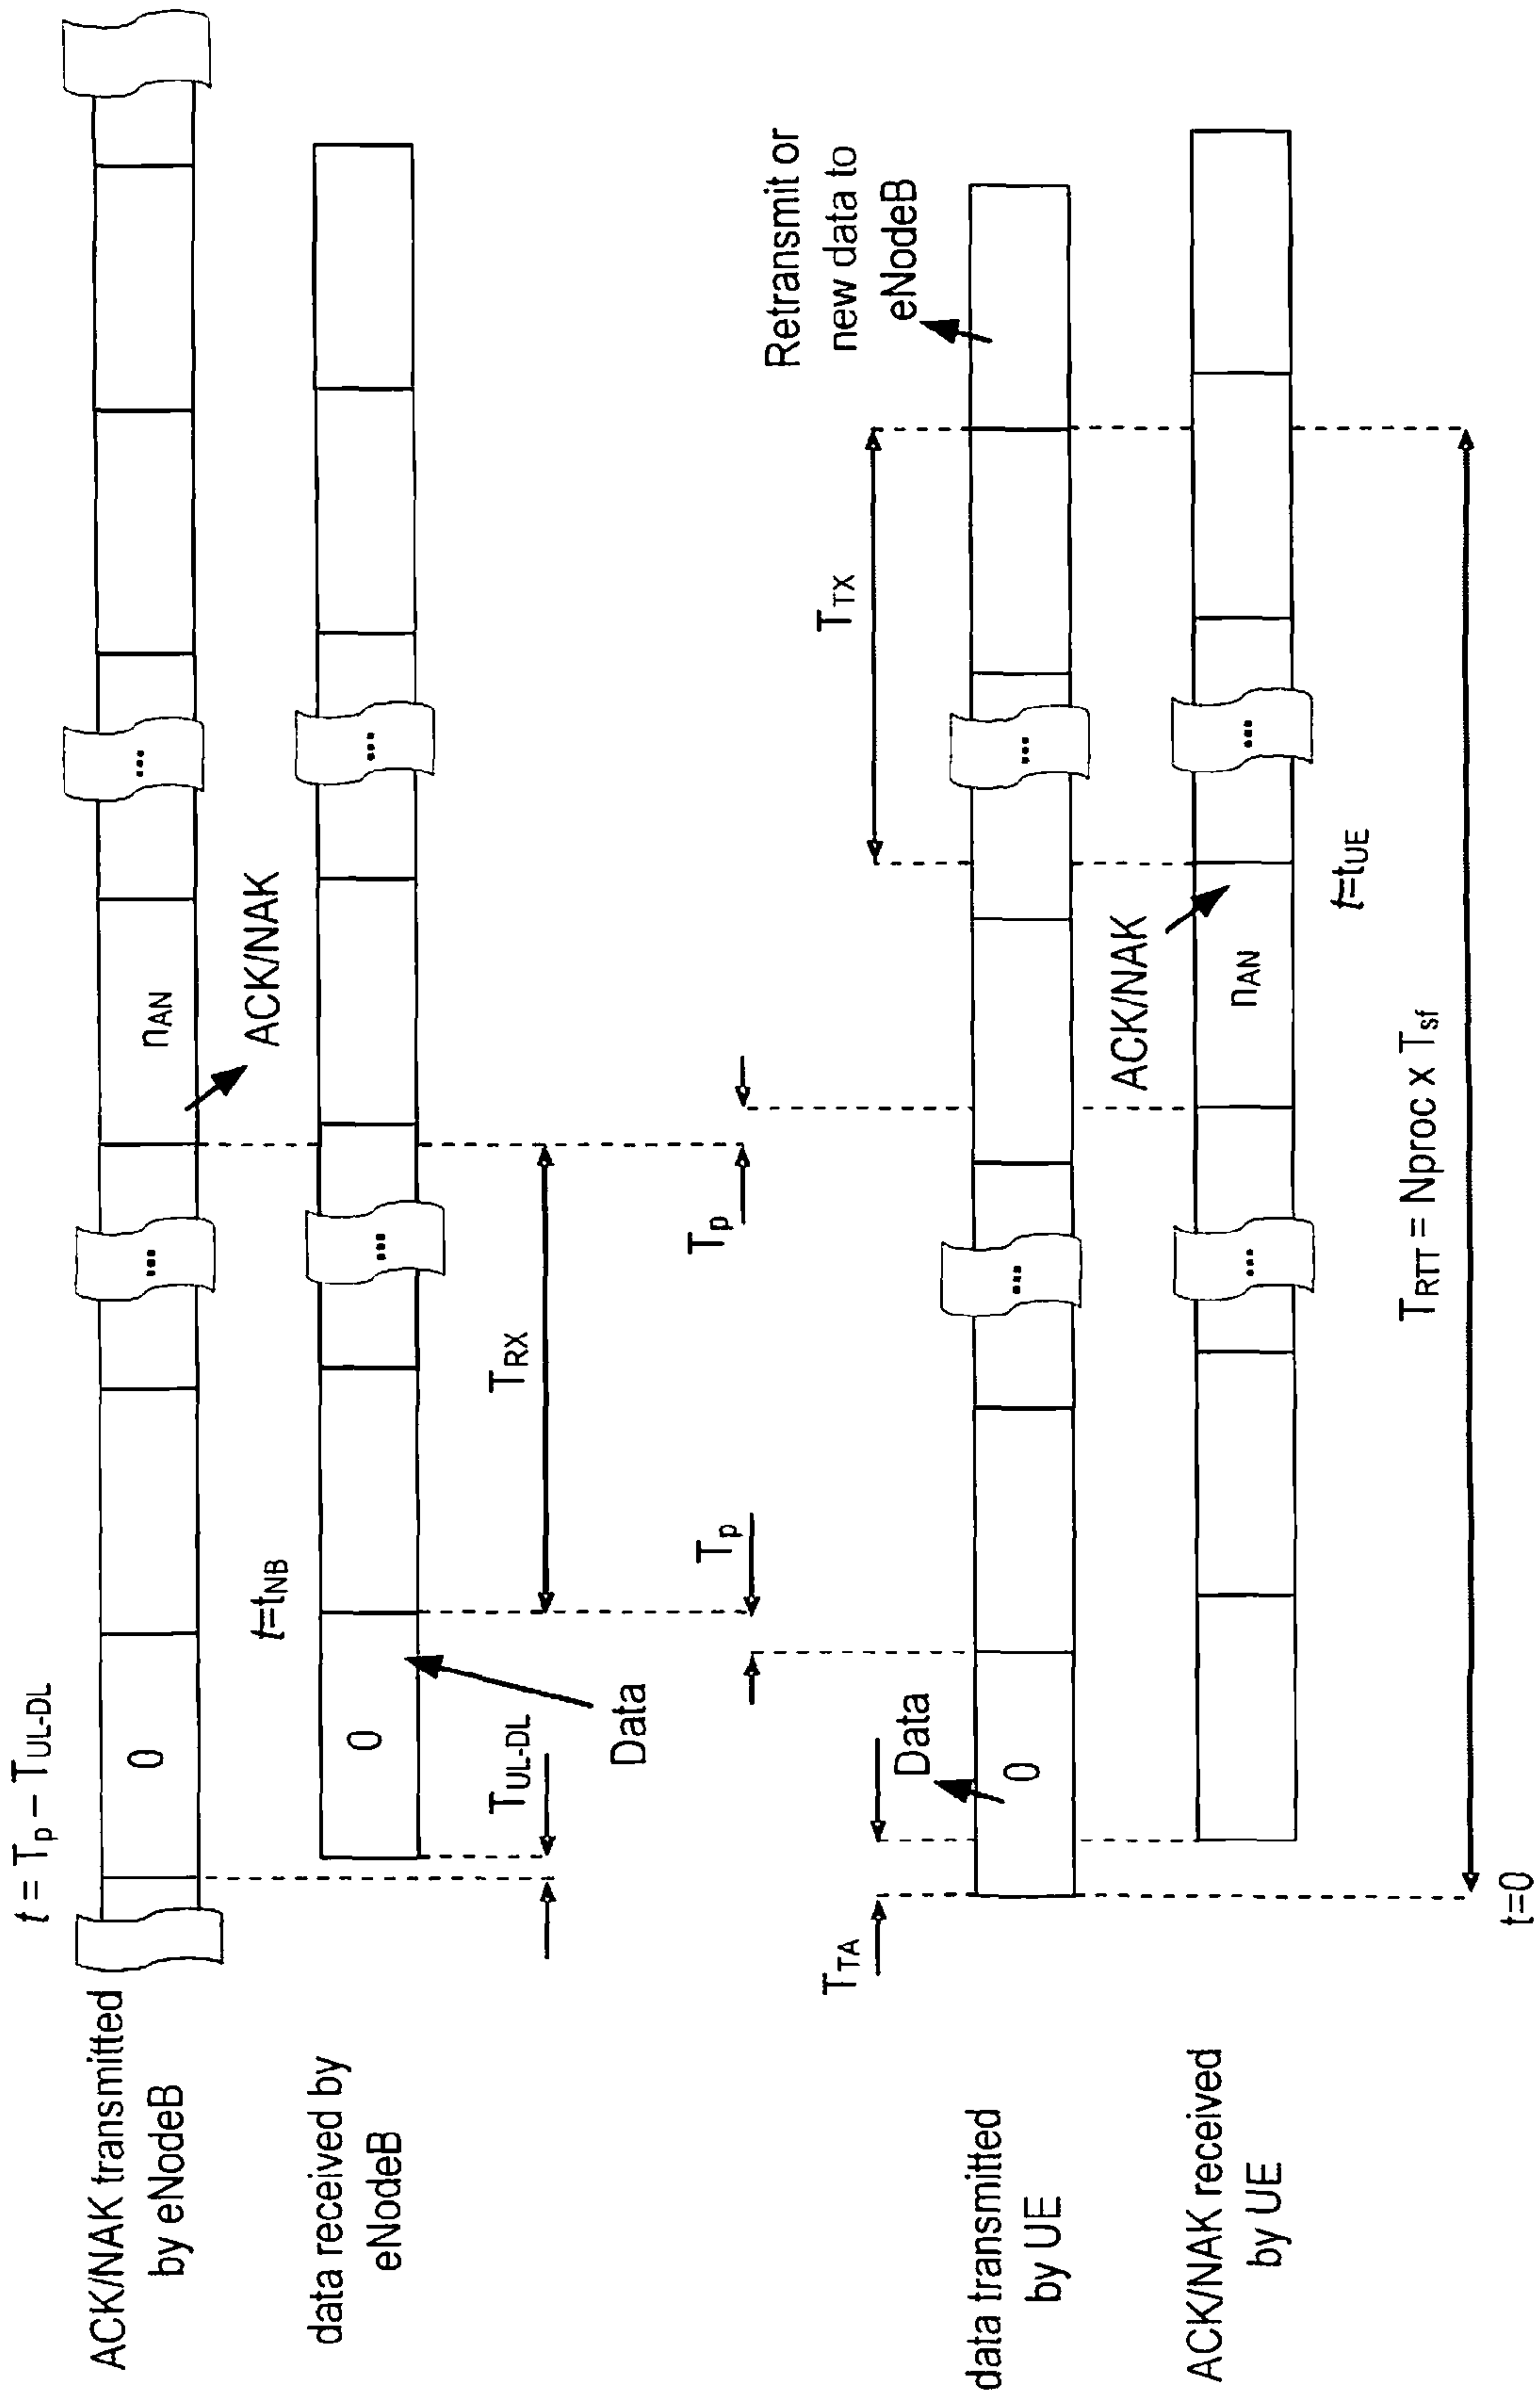 ACK/NAK transmitted
by eNodeB
t = Tp – TUL-DL
0
nAN
...
...
ACK/NAK
data received by
eNodeB
t=tNB
0
...
...
TUL-DL
Data
TRX
Tp
Tp
data transmitted
by UE
TTA
Data
0
...
...
TTX
Retransmit or
new data to
eNodeB
ACK/NAK received
by UE
ACK/NAK
...
nAN
...
t=tUE
TRTT = Nproc x Tsf
t=0